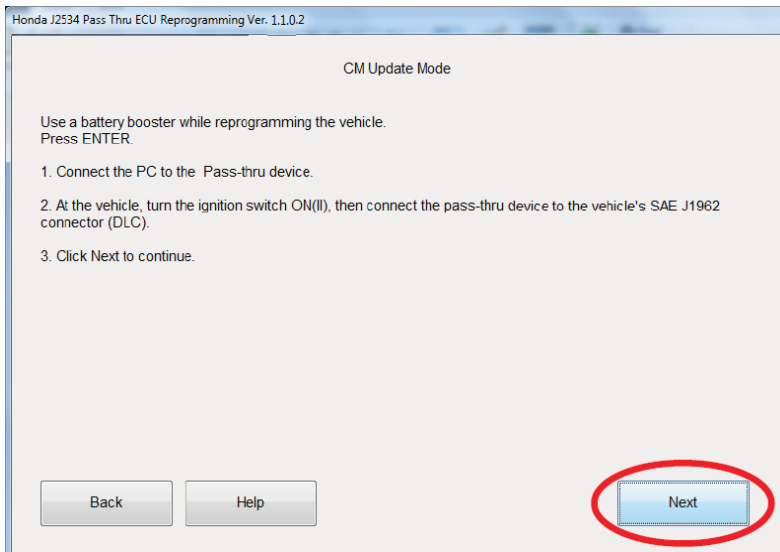 Honda J2534 Pass Thru ECU Reprogramming Ver. 1.1.0.2
CM Update Mode
Use a battery booster while reprogramming the vehicle.
Press ENTER.
1. Connect the PC to the Pass-thru device.
2. At the vehicle, turn the ignition switch ON(II), then connect the pass-thru device to the vehicle's SAE J1962
connector (DLC).
3. Click Next to continue.
Back
Help
Next